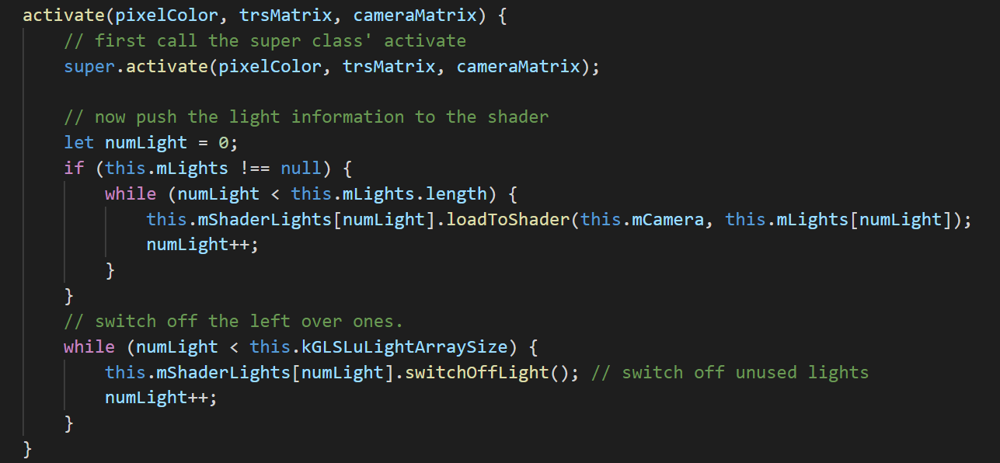 activate(pixelColor, trsMatrix, cameraMatrix) {
    // first call the super class' activate
    super.activate(pixelColor, trsMatrix, cameraMatrix);

    // now push the light information to the shader
    let numLight = 0;
    if (this.mLights !== null) {
        while (numLight < this.mLights.length) {
            this.mShaderLights[numLight].loadToShader(this.mCamera, this.mLights[numLight]);
            numLight++;
        }
    }
    // switch off the left over ones.
    while (numLight < this.kGLSLuLightArraySize) {
        this.mShaderLights[numLight].switchOffLight(); // switch off unused lights
        numLight++;
    }
}